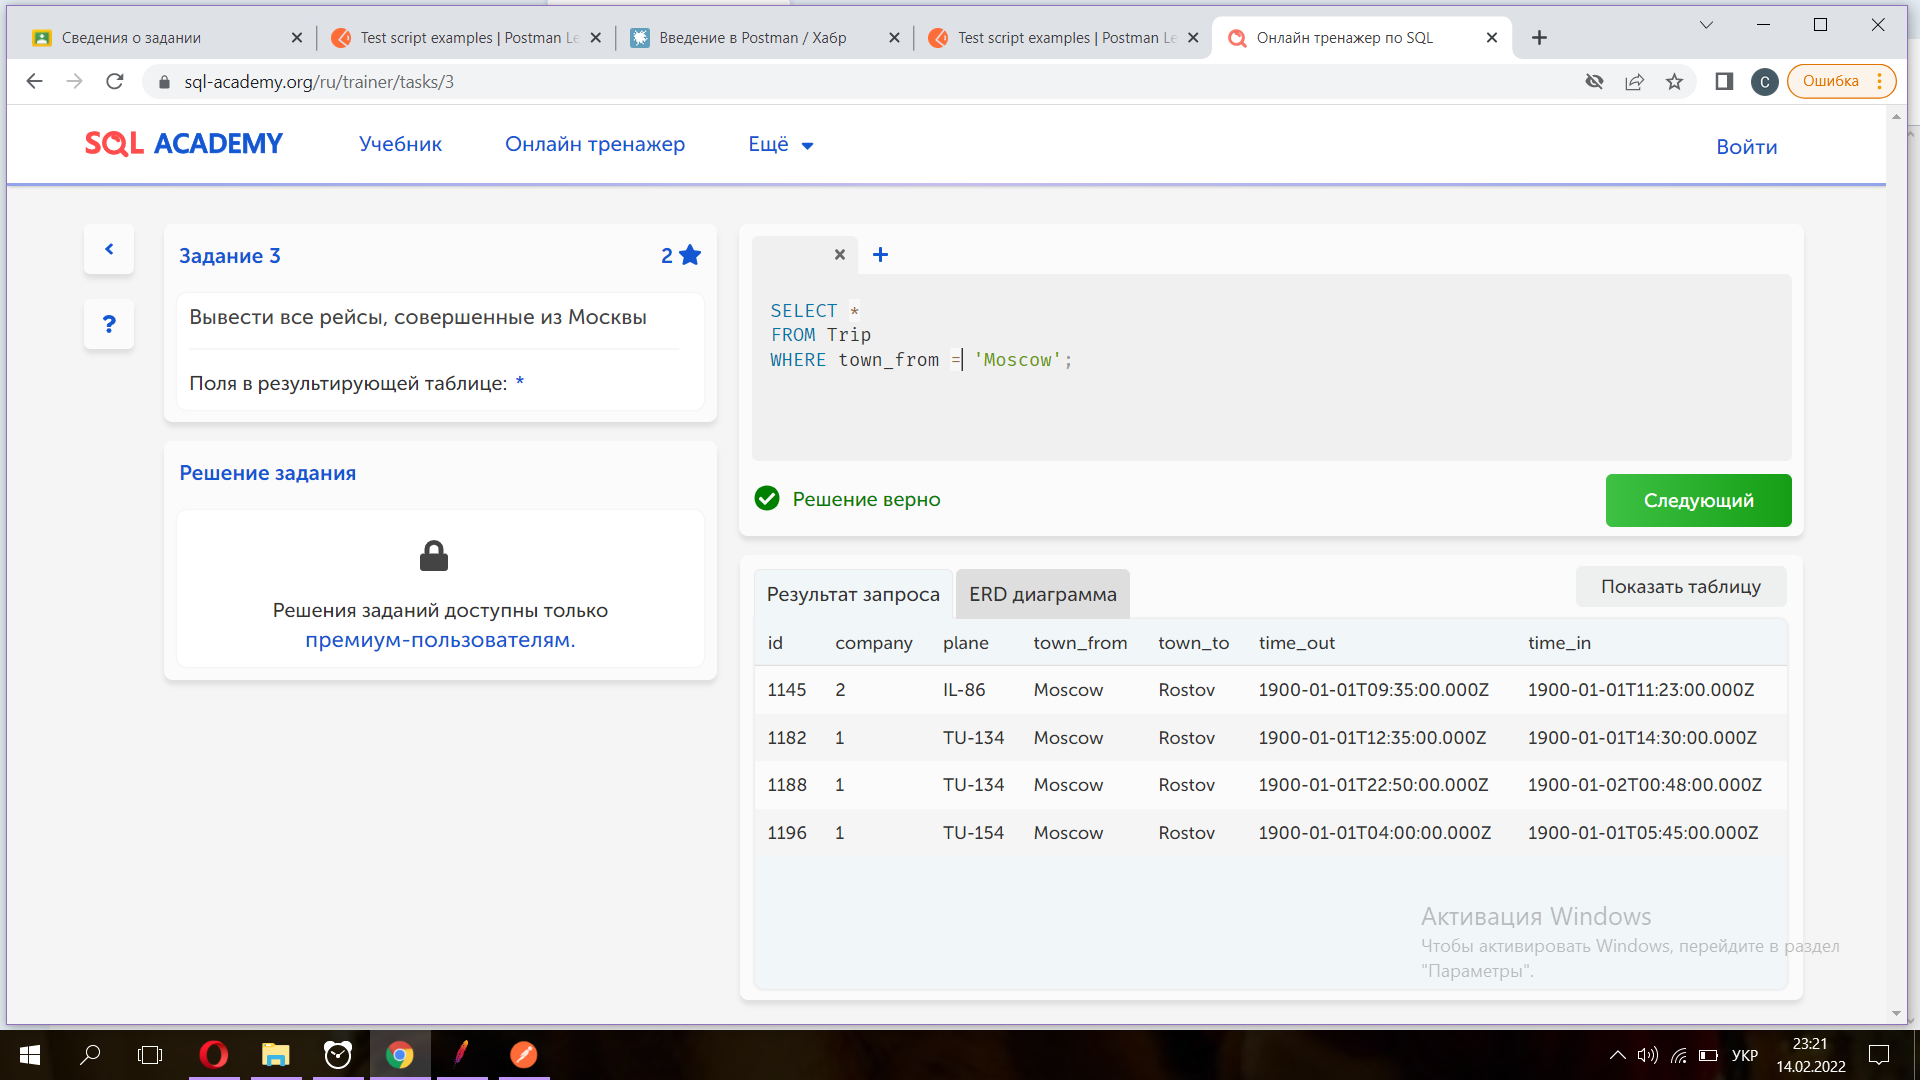 Сведения о задании
Test script examples | Postman Le
Введение в Postman / Хабр
Test script examples | Postman Le
Онлайн тренажер по SQL
sql-academy.org/ru/trainer/tasks/3
C
Ошибка
SQL ACADEMY
Учебник
Онлайн тренажер
Ещё
Войти
Задание 3
2
?
Вывести все рейсы, совершенные из Москвы
Поля в результирующей таблице: *
Решение задания
Решения заданий доступны только
премиум-пользователям.
SELECT *
FROM Trip
WHERE town_from = 'Moscow';
Решение верно
Следующий
Результат запроса
ERD диаграмма
Показать таблицу
id company plane town_from town_to time_out time_in
1145 2 IL-86 Moscow Rostov 1900-01-01T09:35:00.000Z 1900-01-01T11:23:00.000Z
1182 1 TU-134 Moscow Rostov 1900-01-01T12:35:00.000Z 1900-01-01T14:30:00.000Z
1188 1 TU-134 Moscow Rostov 1900-01-01T22:50:00.000Z 1900-01-02T00:48:00.000Z
1196 1 TU-154 Moscow Rostov 1900-01-01T04:00:00.000Z 1900-01-01T05:45:00.000Z
Активация Windows
Чтобы активировать Windows, перейдите в раздел
"Параметры".
УКР
23:21
14.02.2022